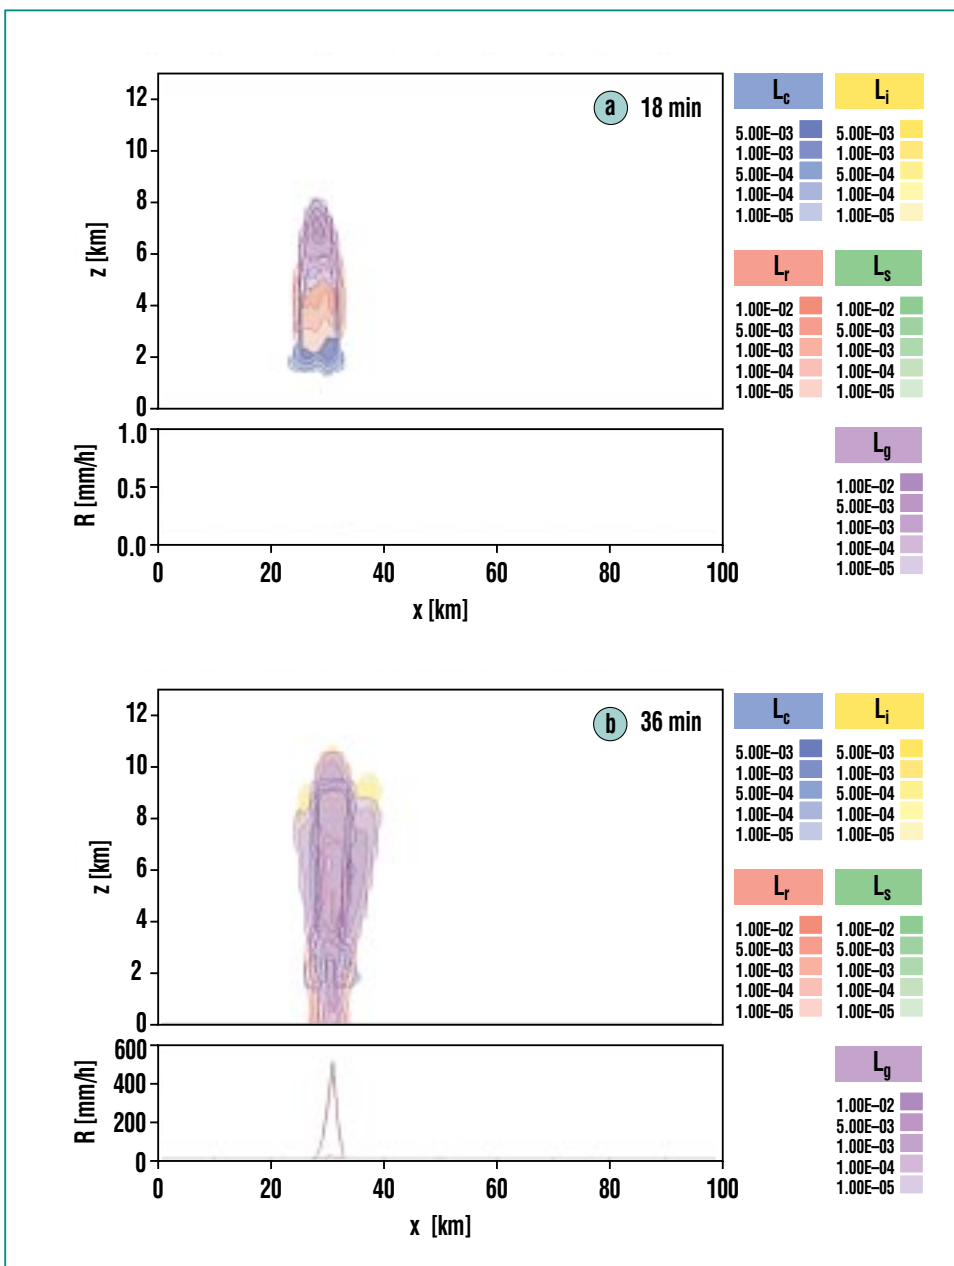 a 18 min
12
10
8
6
4
2
0
z [km]
1.0
0.5
0.0
R [mm/h]
0 20 40 60 80 100
x [km]
Lc Li
5.00E–03 5.00E–03
1.00E–03 1.00E–03
5.00E–04 5.00E–04
1.00E–04 1.00E–04
1.00E–05 1.00E–05
Lr Ls
1.00E–02 1.00E–02
5.00E–03 5.00E–03
1.00E–03 1.00E–03
1.00E–04 1.00E–04
1.00E–05 1.00E–05
Lg
1.00E–02
5.00E–03
1.00E–03
1.00E–04
1.00E–05
b 36 min
12
10
8
6
4
2
0
z [km]
600
400
200
0
R [mm/h]
0 20 40 60 80 100
x [km]
Lc Li
5.00E–03 5.00E–03
1.00E–03 1.00E–03
5.00E–04 5.00E–04
1.00E–04 1.00E–04
1.00E–05 1.00E–05
Lr Ls
1.00E–02 1.00E–02
5.00E–03 5.00E–03
1.00E–03 1.00E–03
1.00E–04 1.00E–04
1.00E–05 1.00E–05
Lg
1.00E–02
5.00E–03
1.00E–03
1.00E–04
1.00E–05